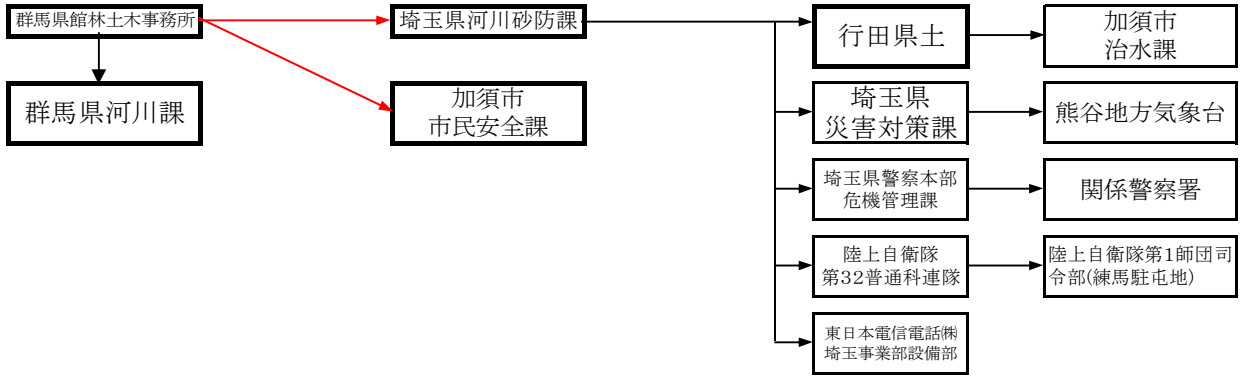 群馬県館林土木事務所
埼玉県河川砂防課
行田県土
加須市
治水課
群馬県河川課
加須市
市民安全課
埼玉県
災害対策課
熊谷地方気象台
埼玉県警察本部
危機管理課
関係警察署
陸上自衛隊
第32普通科連隊
陸上自衛隊第1師団司
令部(練馬駐屯地)
東日本電信電話㈱
埼玉事業部設備部